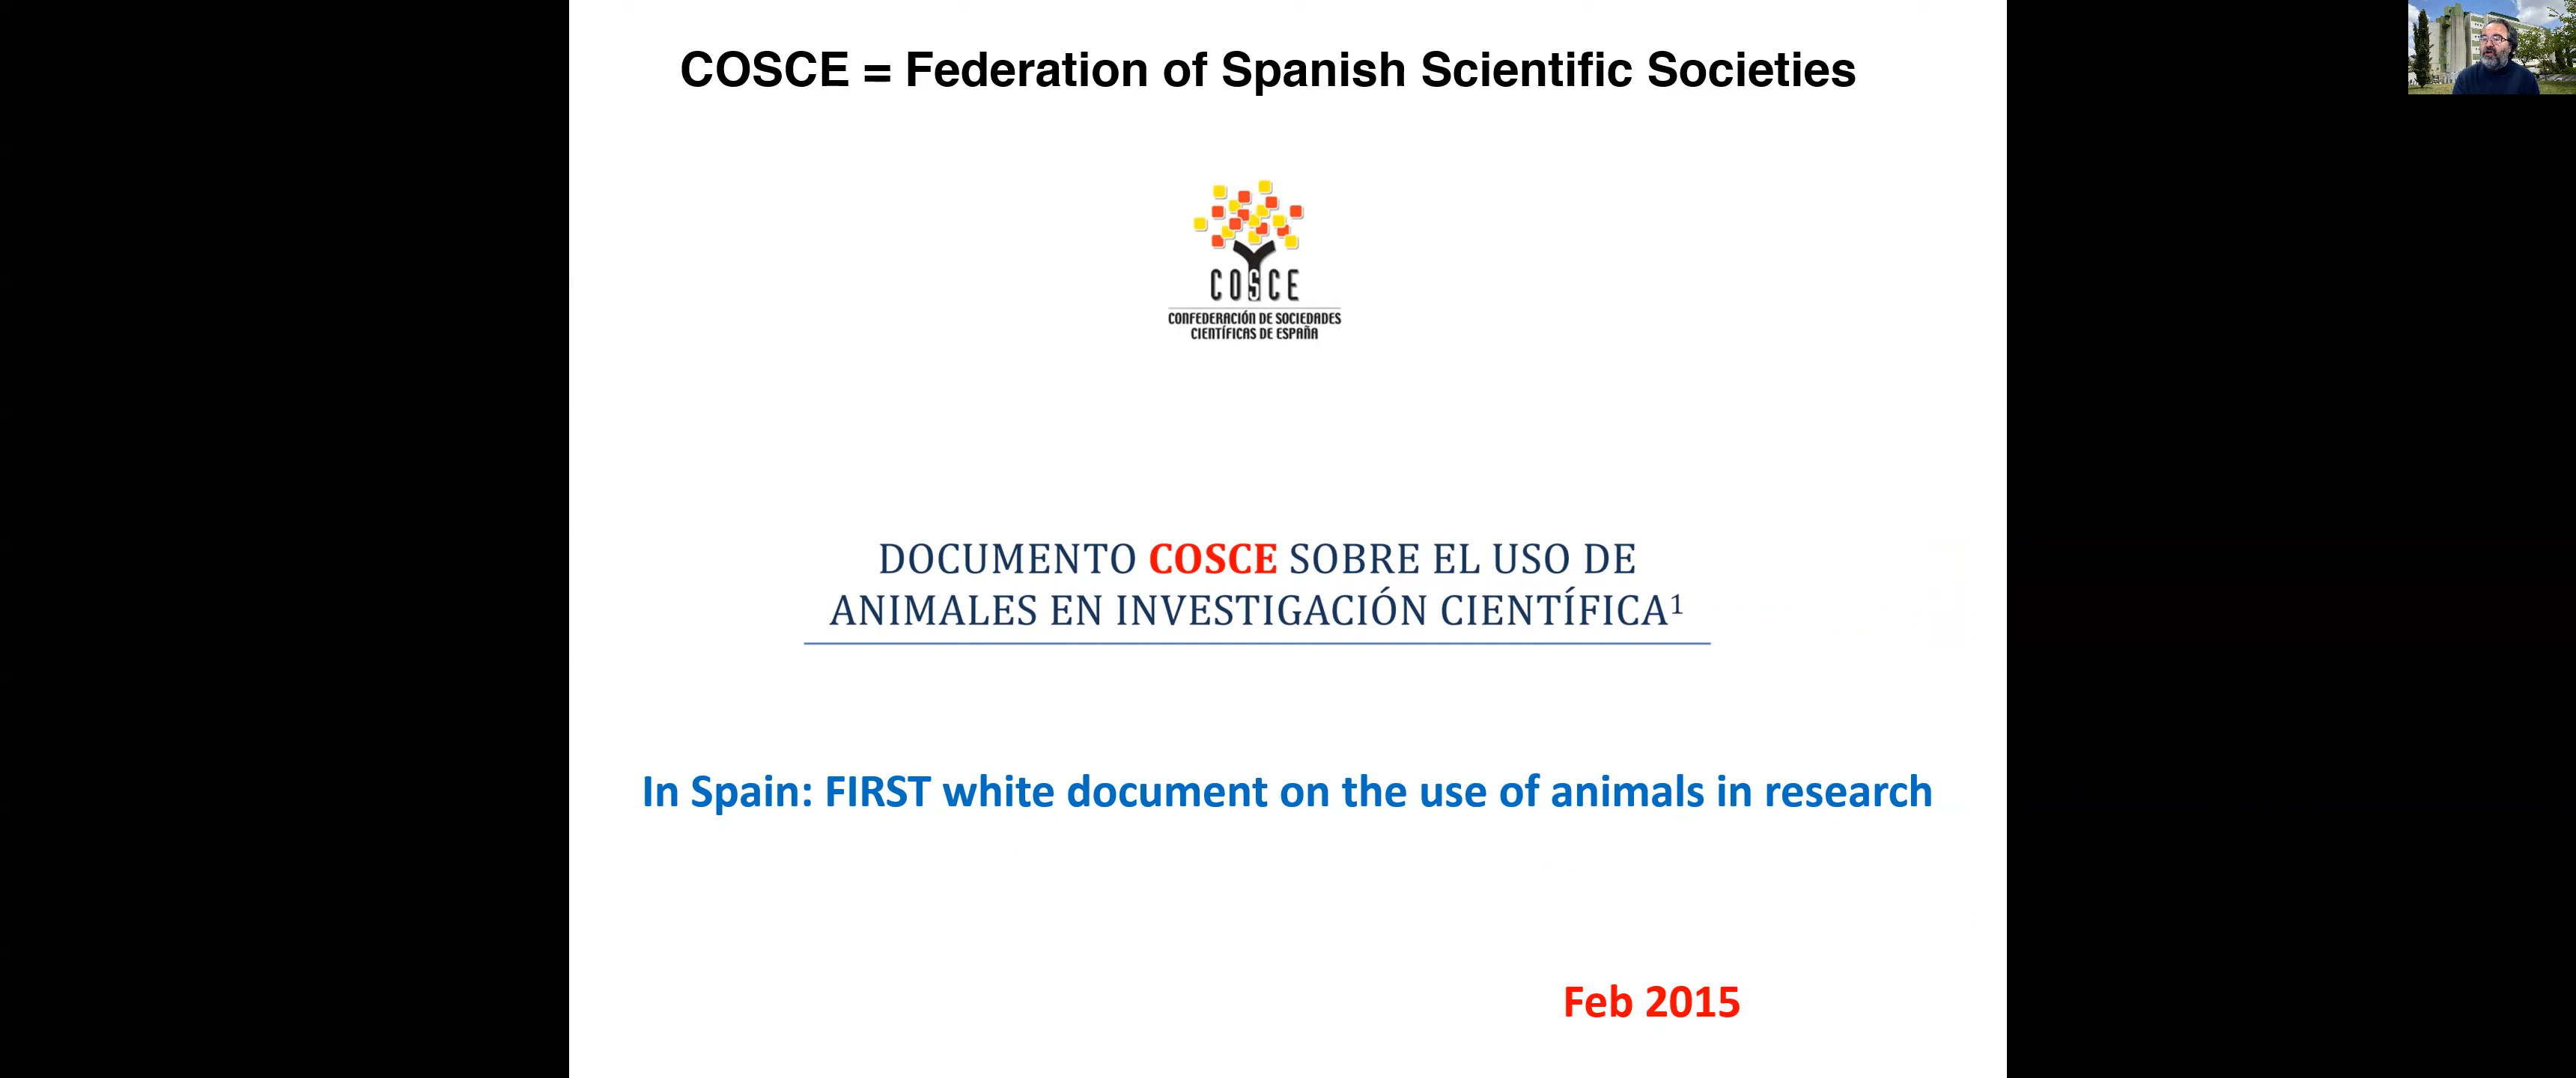 COSCE = Federation of Spanish Scientific Societies
COSCE
CONFEDERACIÓN DE SOCIEDADES
CIENTÍFICAS DE ESPAÑA
DOCUMENTO COSCE SOBRE EL USO DE
ANIMALES EN INVESTIGACIÓN CIENTÍFICA¹
In Spain: FIRST white document on the use of animals in research
Feb 2015